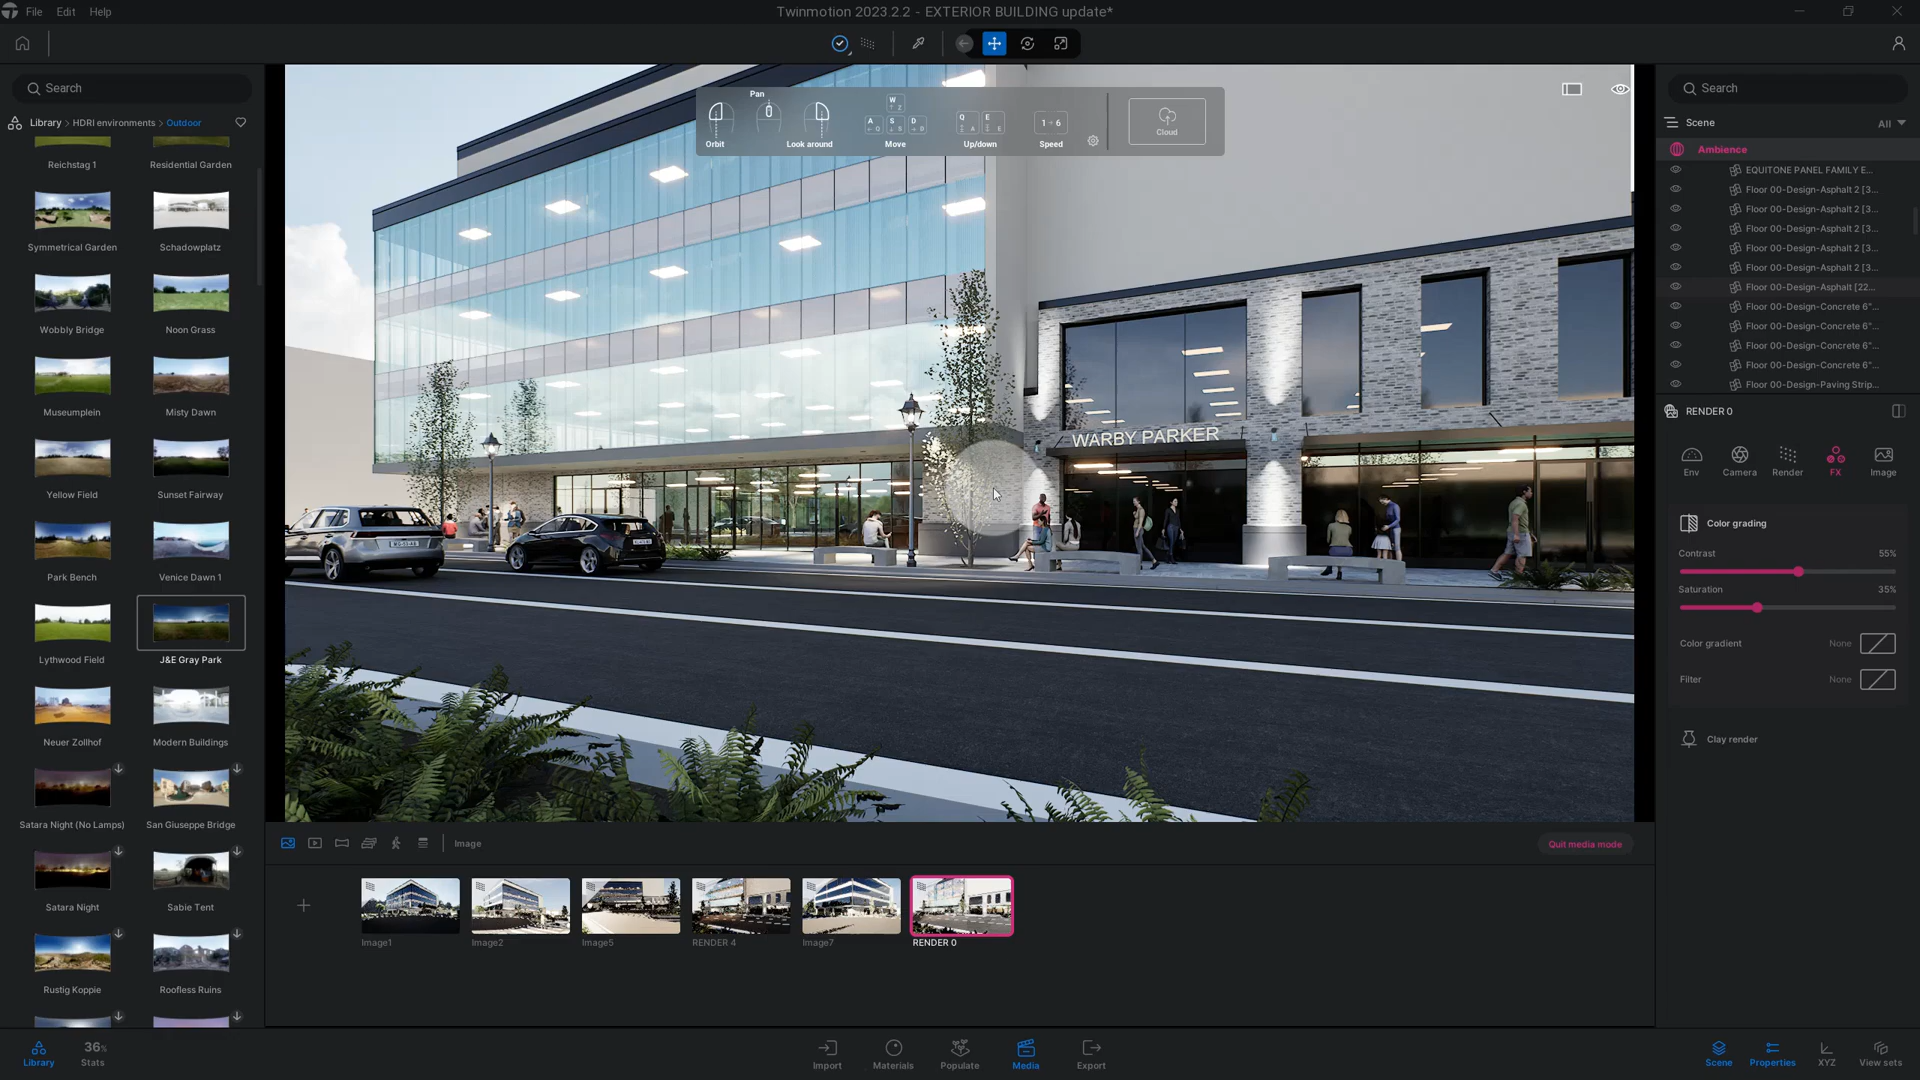 File Edit Help
Twinmotion 2023.2.2 - EXTERIOR BUILDING update*
Search
Library > HDRI environments > Outdoor
Reichstag 1
Residential Garden
Symmetrical Garden
Schadowplatz
Wobbly Bridge
Noon Grass
Museumplein
Misty Dawn
Yellow Field
Sunset Fairway
Park Bench
Venice Dawn 1
Lythwood Field
J&E Gray Park
Neuer Zollhof
Modern Buildings
Satara Night (No Lamps)
San Giuseppe Bridge
Satara Night
Sabie Tent
Rustig Koppie
Roofless Ruins
Pan
W
A S D
Q E
1 6
Orbit
Look around
Move
Up/down
Speed
Cloud
WARBY PARKER
Image
Quit media mode
Image1
Image2
Image5
RENDER 4
Image7
RENDER 0
Search
Scene
All
Ambience
EQUITONE PANEL FAMILY E...
Floor 00-Design-Asphalt 2 [3...
Floor 00-Design-Asphalt 2 [3...
Floor 00-Design-Asphalt 2 [3...
Floor 00-Design-Asphalt 2 [3...
Floor 00-Design-Asphalt 2 [3...
Floor 00-Design-Asphalt [22...
Floor 00-Design-Concrete 6"...
Floor 00-Design-Concrete 6"...
Floor 00-Design-Concrete 6"...
Floor 00-Design-Concrete 6"...
Floor 00-Design-Paving Strip...
RENDER 0
Env
Camera
Render
FX
Image
Color grading
Contrast 55%
Saturation 35%
Color gradient None
Filter None
Clay render
Library
36%
Stats
Import
Materials
Populate
Media
Export
Scene
Properties
XYZ
View sets